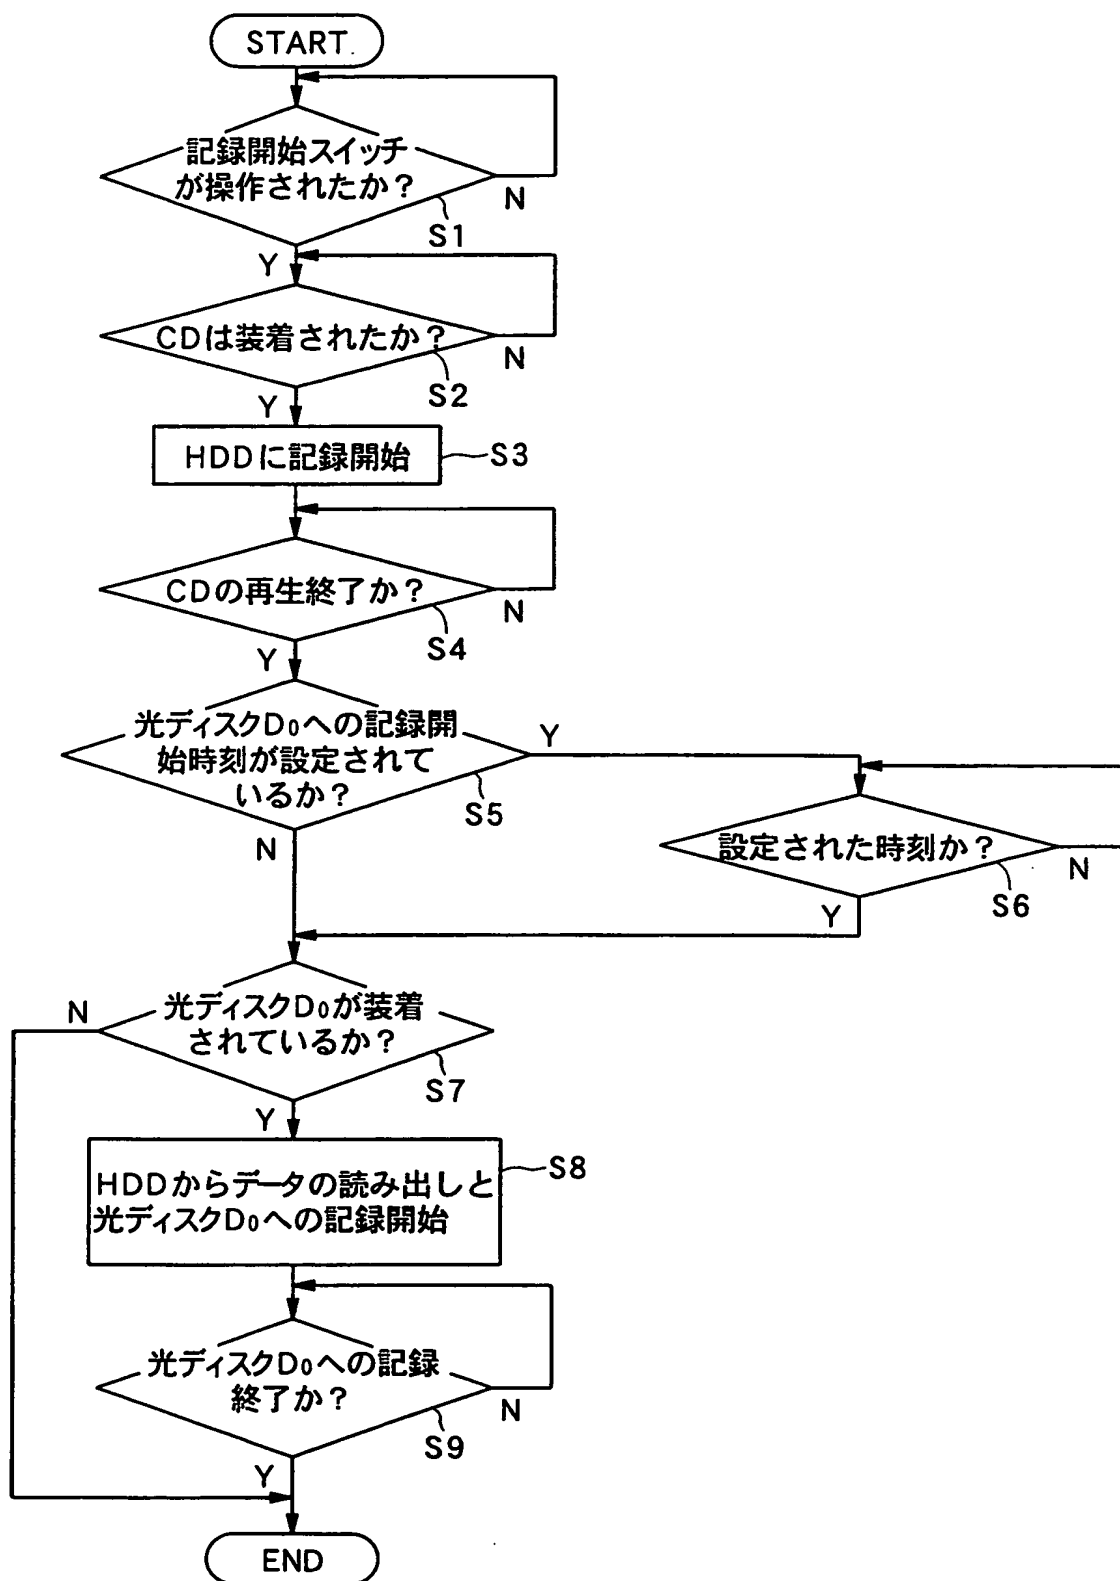 START
記録開始スイッチ
が操作されたか？
N
S1
Y
CDは装着されたか？
N
S2
Y
HDDに記録開始
S3
CDの再生終了か？
N
S4
Y
光ディスクD0への記録開
始時刻が設定されて
いるか？
Y
S5
N
設定された時刻か？
N
S6
Y
光ディスクD0が装着
されているか？
N
S7
Y
HDDからデータの読み出しと
光ディスクD0への記録開始
S8
光ディスクD0への記録
終了か？
N
S9
Y
END